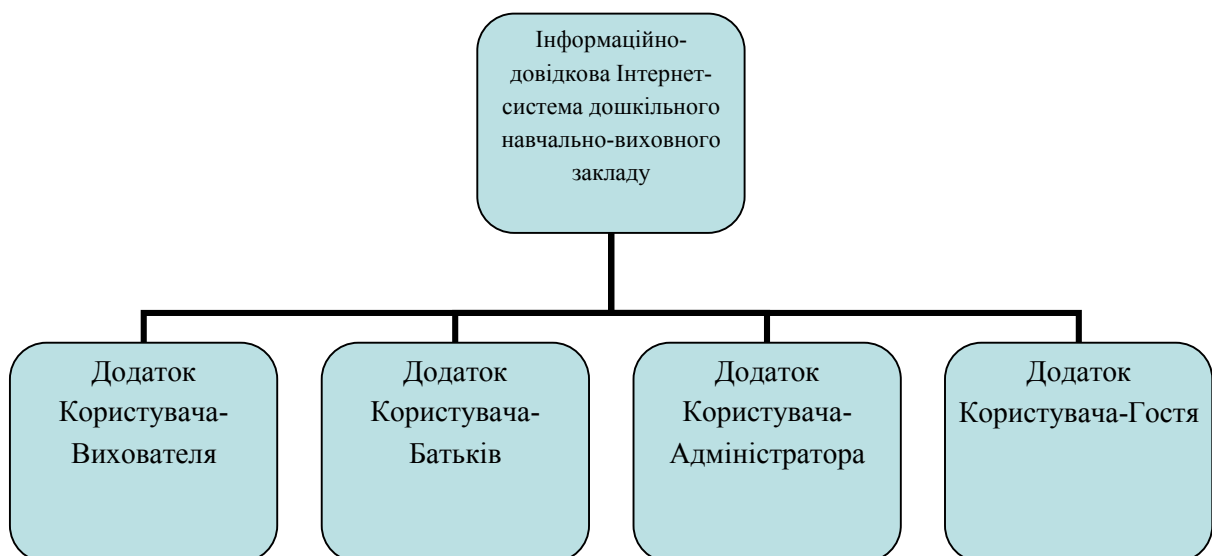 Інформаційно-
довідкова Інтернет-
система дошкільного
навчально-виховного
закладу
Додаток
Користувача-
Вихователя
Додаток
Користувача-
Батьків
Додаток
Користувача-
Адміністратора
Додаток
Користувача-Гостя